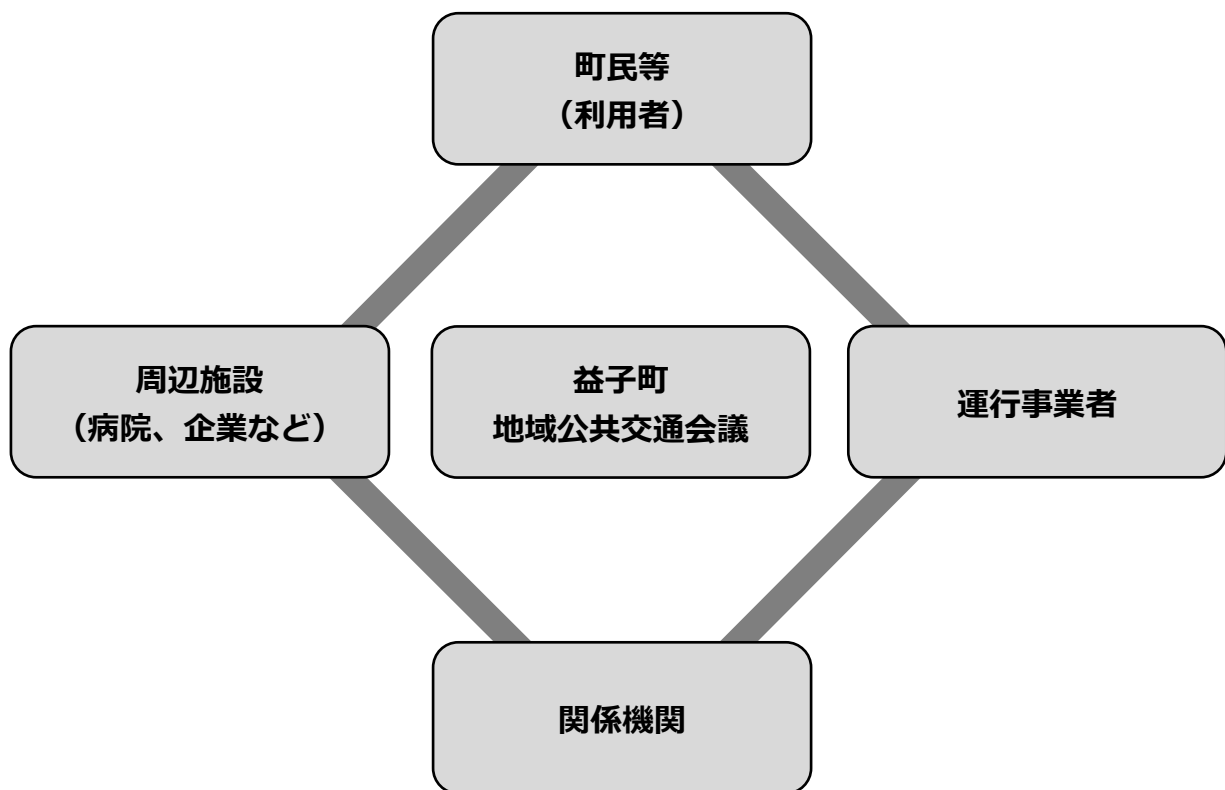 町民等
（利用者）
周辺施設
（病院、企業など）
益子町
地域公共交通会議
運行事業者
関係機関